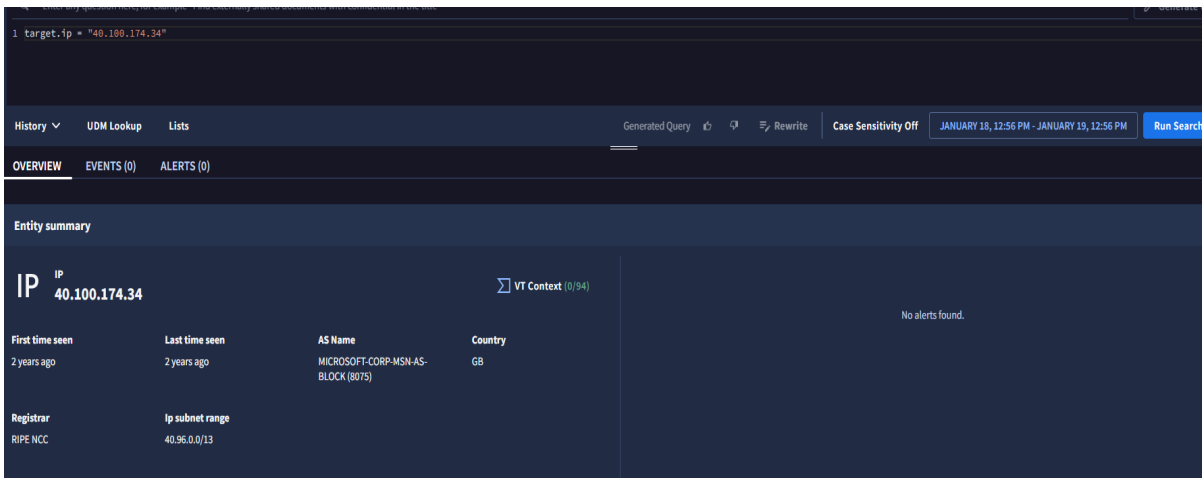 1 target.ip = "40.100.174.34"
History UDM Lookup Lists Generated Query Rewrite Case Sensitivity Off JANUARY 18, 12:56 PM - JANUARY 19, 12:56 PM Run Search
OVERVIEW EVENTS (0) ALERTS (0)
Entity summary
IP
IP
40.100.174.34
VT Context (0/94)
No alerts found.
First time seen Last time seen AS Name Country
2 years ago 2 years ago MICROSOFT-CORP-MSN-AS- GB
BLOCK (8075)
Registrar Ip subnet range
RIPE NCC 40.96.0.0/13